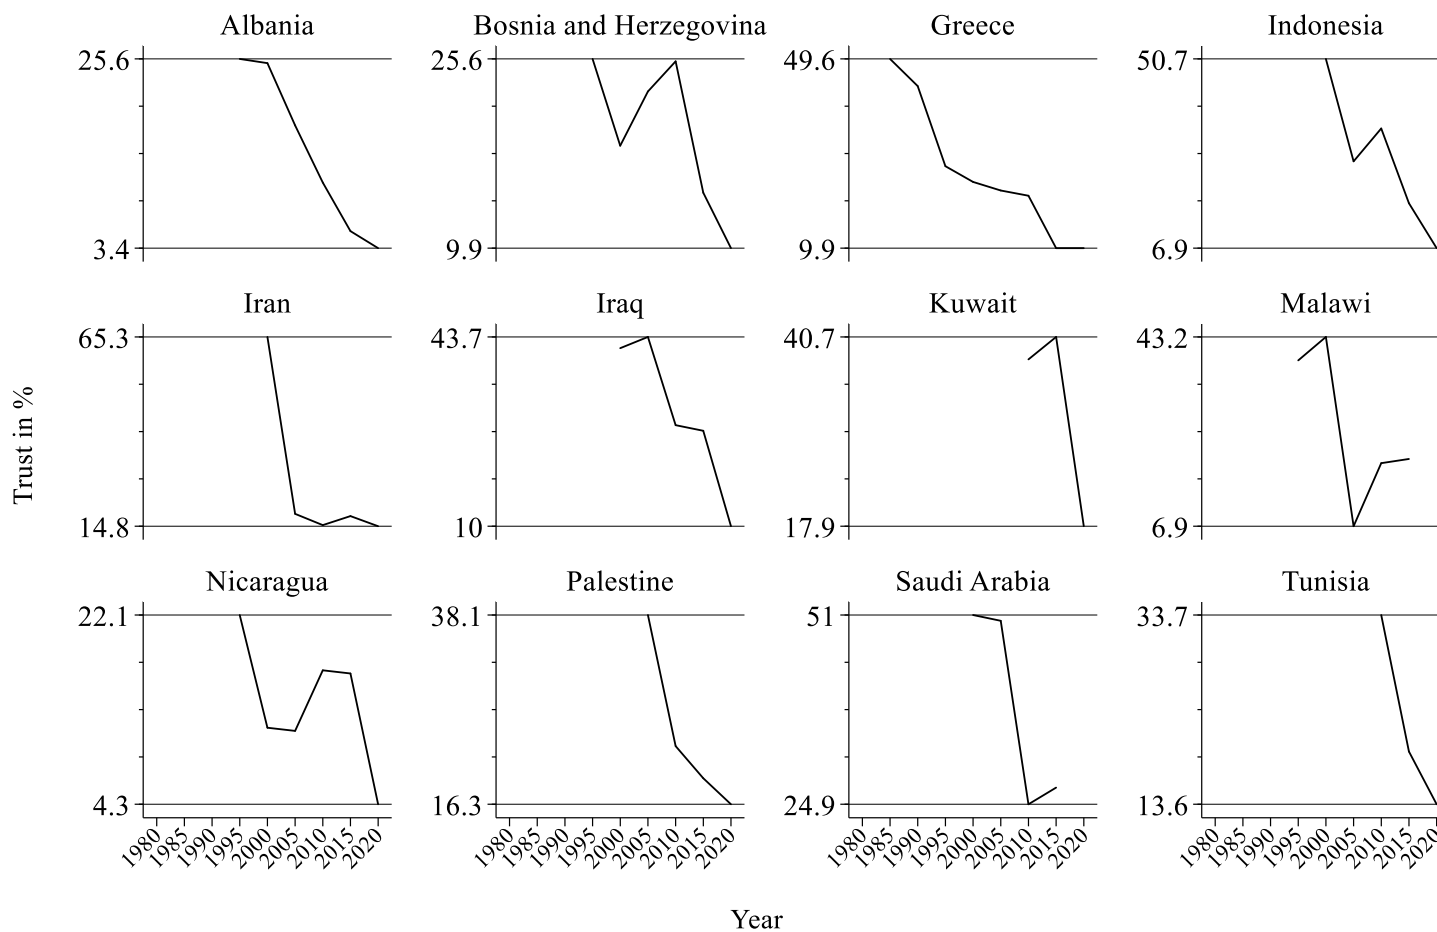 Albania Bosnia and Herzegovina Greece Indonesia
25.6 25.6 49.6 50.7
3.4 9.9 9.9 6.9
Iran Iraq Kuwait Malawi
65.3 43.7 40.7 43.2
Trust in %
14.8 10 17.9 6.9
Nicaragua Palestine Saudi Arabia Tunisia
22.1 38.1 51 33.7
4.3 16.3 24.9 13.6
1980 1985 1990 1995 2000 2005 2010 2015 2020 1980 1985 1990 1995 2000 2005 2010 2015 2020 1980 1985 1990 1995 2000 2005 2010 2015 2020 1980 1985 1990 1995 2000 2005 2010 2015 2020
Year